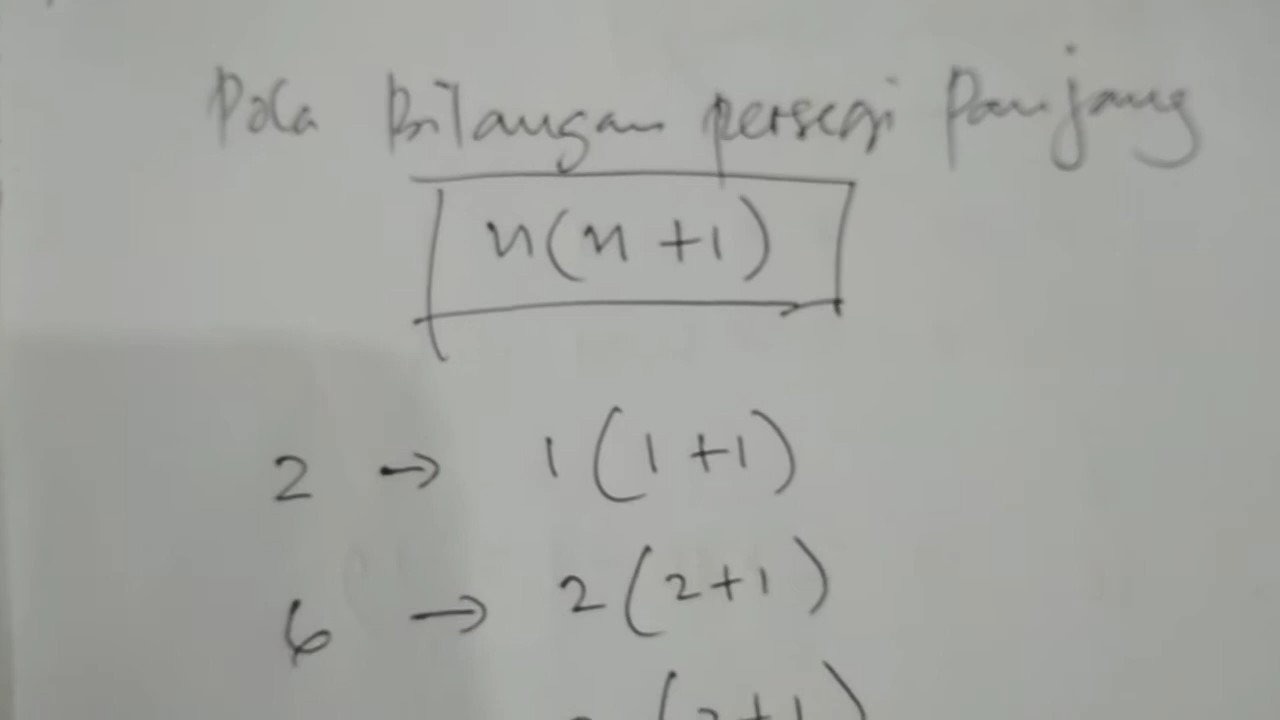 Pola Bilangan persegi Panjang
n(n+1)
2 → 1(1+1)
6 → 2(2+1)